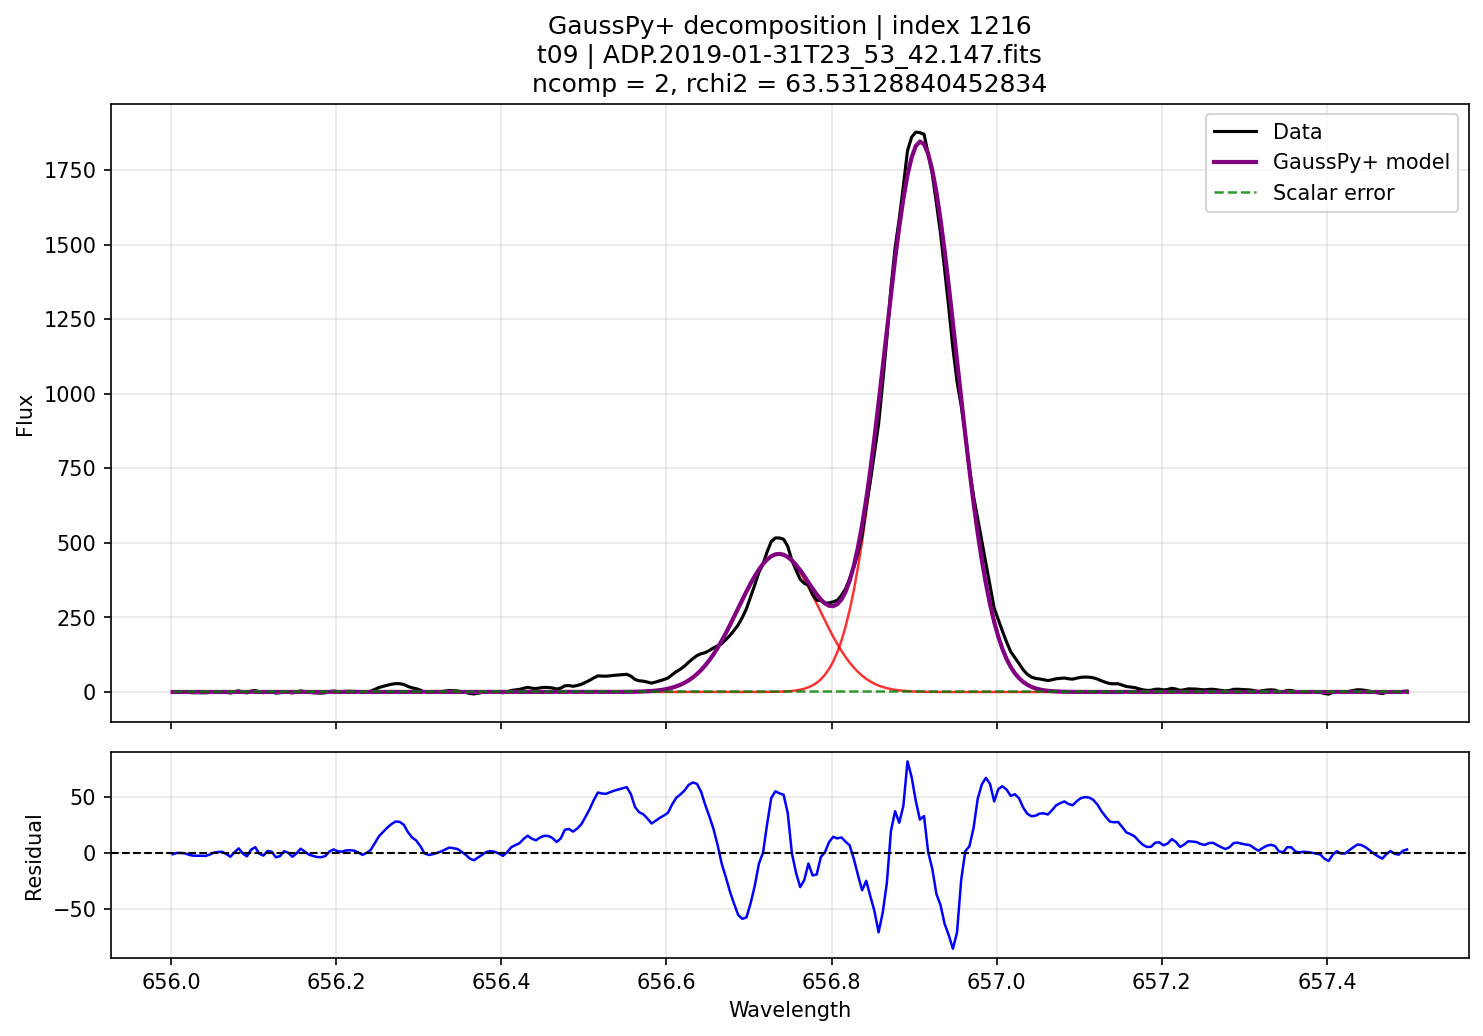 GaussPy+ decomposition | index 1216
t09 | ADP.2019-01-31T23_53_42.147.fits
ncomp = 2, rchi2 = 63.53128840452834
Data
GaussPy+ model
Scalar error
Flux
1750
1500
1250
1000
750
500
250
0
Residual
50
0
−50
656.0 656.2 656.4 656.6 656.8 657.0 657.2 657.4
Wavelength